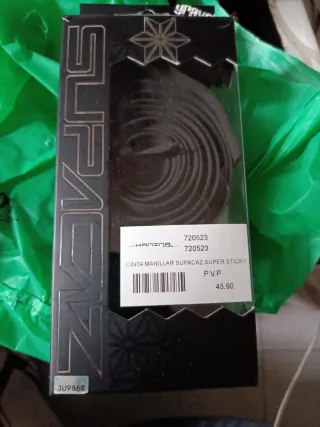 SUPACAZ
720523
720523
CINTA MANILLAR SUPACAZ SUPER STICKY
P.V.P
45,90
3U9868